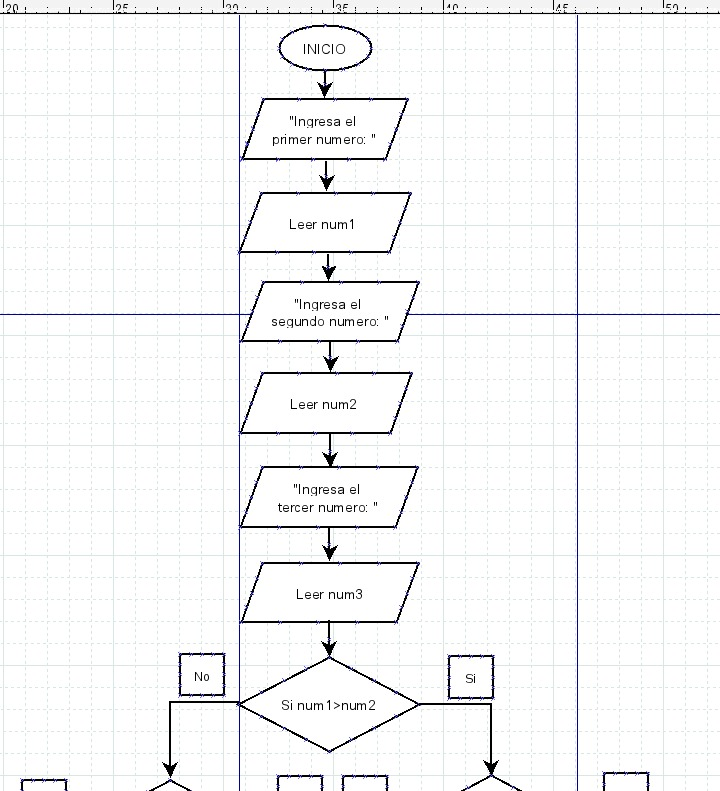 20 25 30 35 40 45 50
INICIO
"Ingresa el
primer numero: "
Leer num1
"Ingresa el
segundo numero: "
Leer num2
"Ingresa el
tercer numero: "
Leer num3
No
Si
Si num1>num2